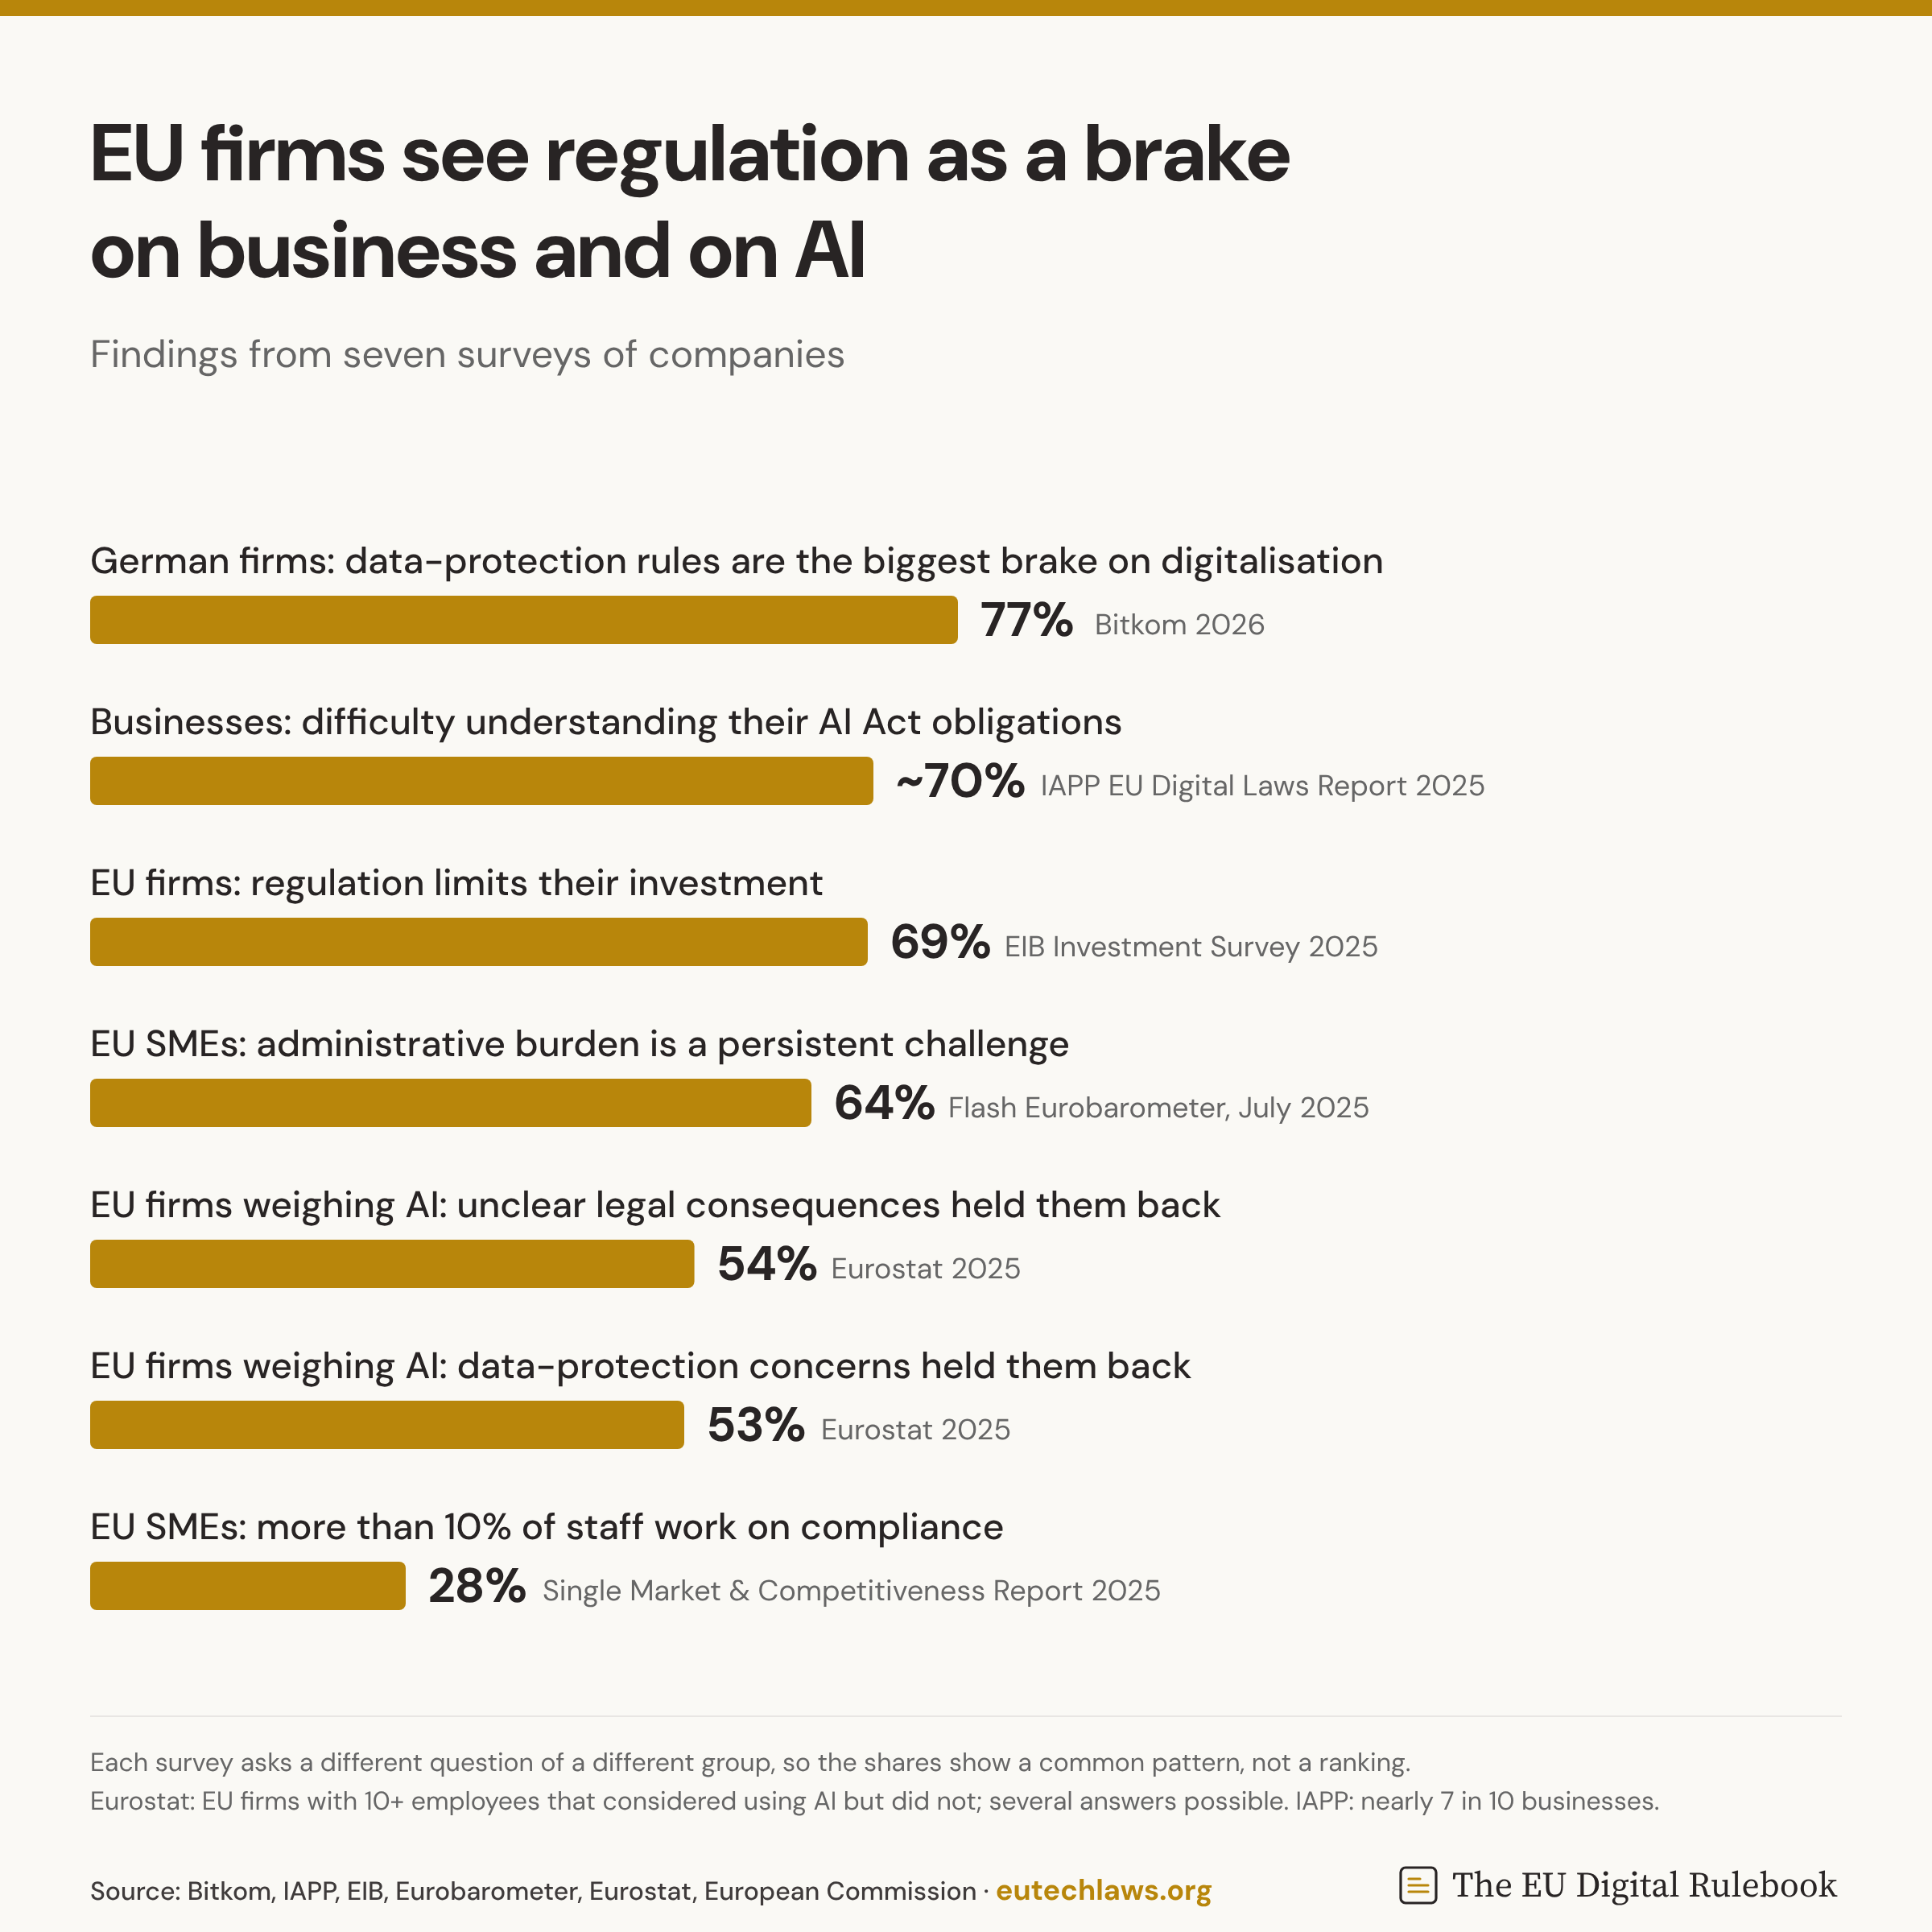 EU firms see regulation as a brake
on business and on AI
Findings from seven surveys of companies
German firms: data-protection rules are the biggest brake on digitalisation
77% Bitkom 2026
Businesses: difficulty understanding their AI Act obligations
~70% IAPP EU Digital Laws Report 2025
EU firms: regulation limits their investment
69% EIB Investment Survey 2025
EU SMEs: administrative burden is a persistent challenge
64% Flash Eurobarometer, July 2025
EU firms weighing AI: unclear legal consequences held them back
54% Eurostat 2025
EU firms weighing AI: data-protection concerns held them back
53% Eurostat 2025
EU SMEs: more than 10% of staff work on compliance
28% Single Market & Competitiveness Report 2025
Each survey asks a different question of a different group, so the shares show a common pattern, not a ranking.
Eurostat: EU firms with 10+ employees that considered using AI but did not; several answers possible. IAPP: nearly 7 in 10 businesses.
Source: Bitkom, IAPP, EIB, Eurobarometer, Eurostat, European Commission · eutechlaws.org
The EU Digital Rulebook